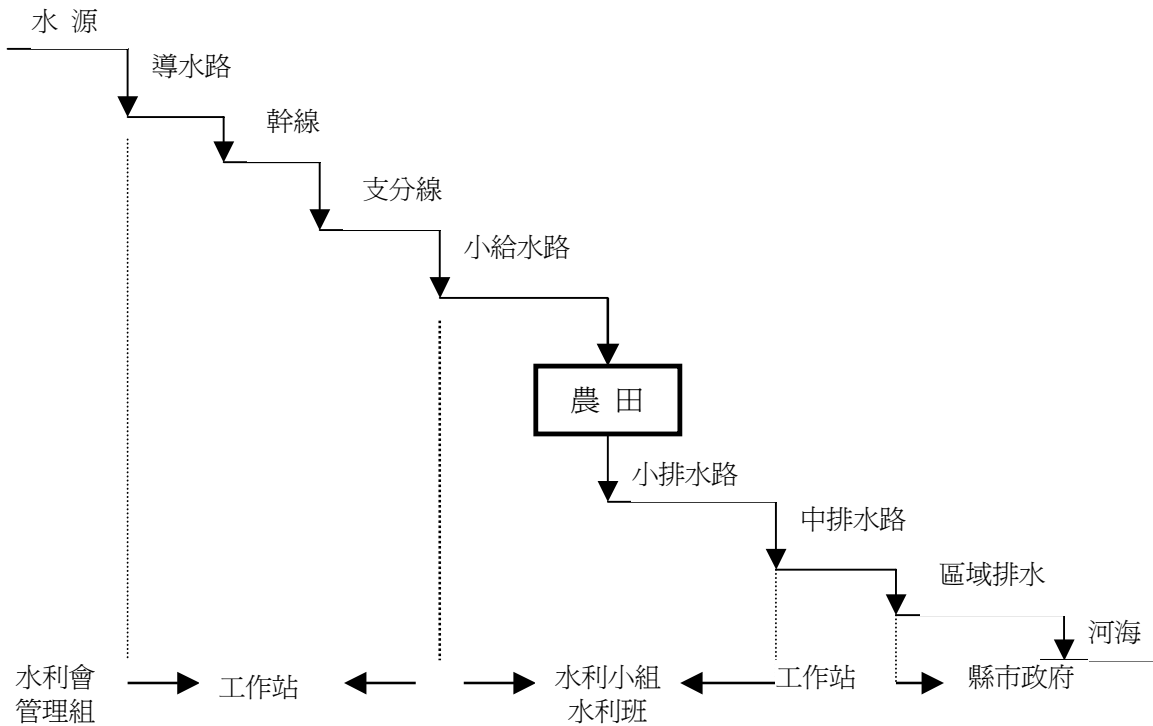 水 源
導水路
幹線
支分線
小給水路
農 田
小排水路
中排水路
區域排水
河海
水利會
管理組
工作站
水利小組
水利班
工作站
縣市政府